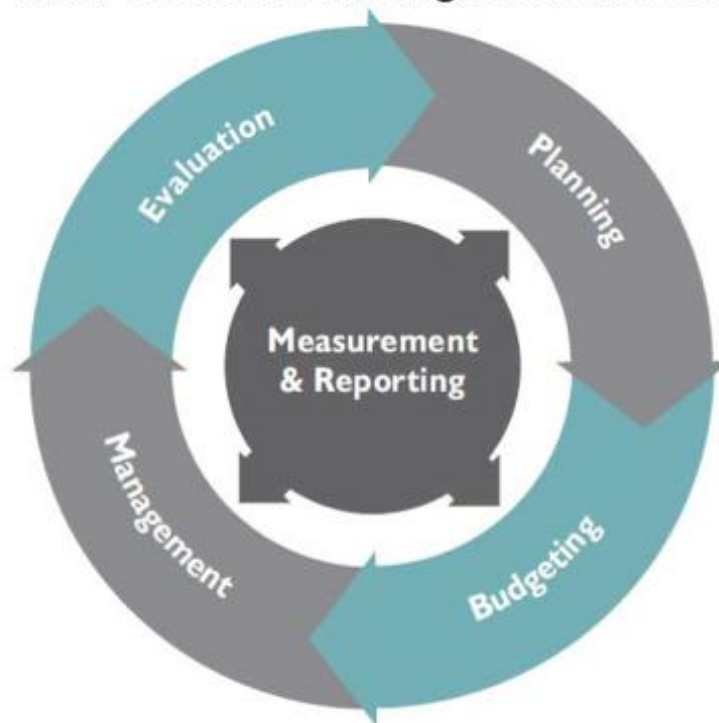 Evaluation
Planning
Measurement
& Reporting
Management
Budgeting